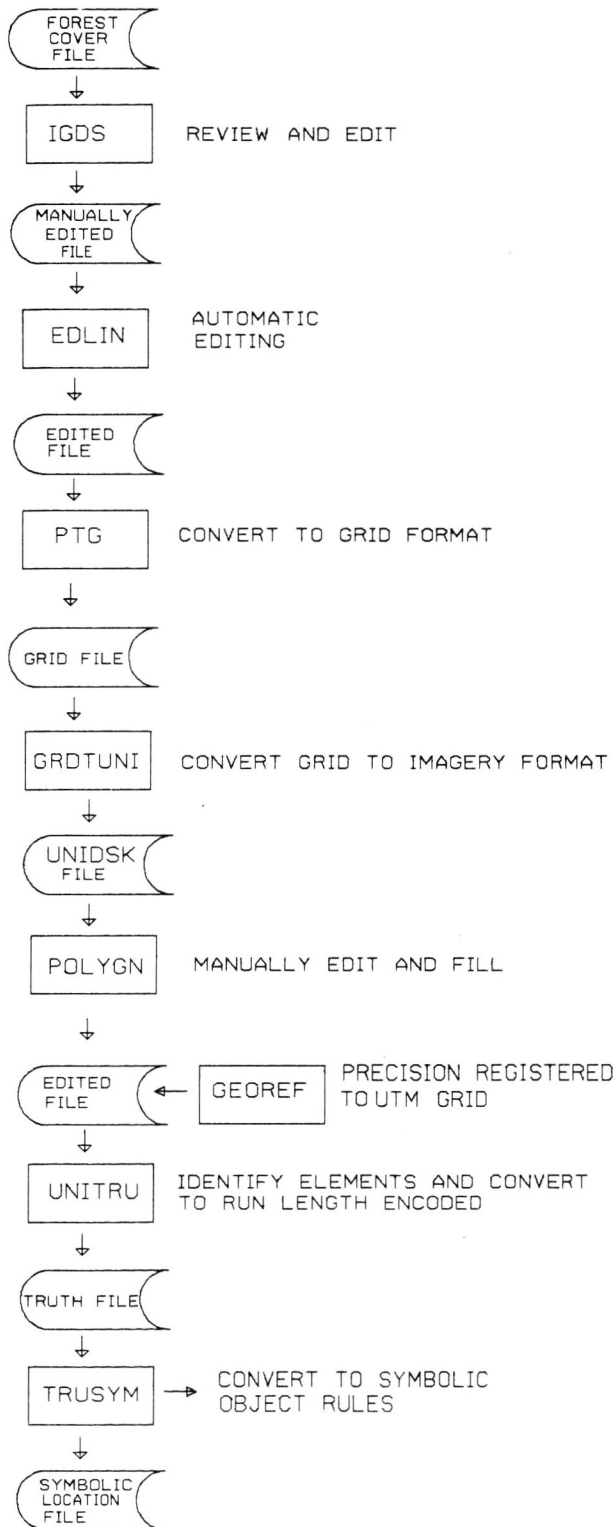 FOREST
COVER
FILE
IGDS
REVIEW AND EDIT
MANUALLY
EDITED
FILE
EDLIN
AUTOMATIC
EDITING
EDITED
FILE
PTG
CONVERT TO GRID FORMAT
GRID FILE
GRDTUNI
CONVERT GRID TO IMAGERY FORMAT
UNIDSK
FILE
POLYGN
MANUALLY EDIT AND FILL
EDITED
FILE
GEOREF
PRECISION REGISTERED
TO UTM GRID
UNITRU
IDENTIFY ELEMENTS AND CONVERT
TO RUN LENGTH ENCODED
TRUTH FILE
TRUSYM
CONVERT TO SYMBOLIC
OBJECT RULES
SYMBOLIC
LOCATION
FILE